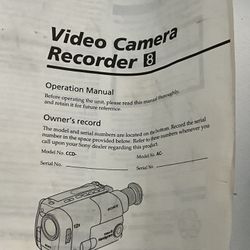 Video Camera
Recorder 8
Operation Manual
Before operating the unit, please read this manual thoroughly,
and retain it for future reference.
Owner's record
The model and serial numbers are located on the bottom. Record the serial
number in the space provided below. Refer to these numbers whenever you
call upon your Sony dealer regarding this product.
Model No. CCD-
Model No. AC-
Serial No.
Serial No.